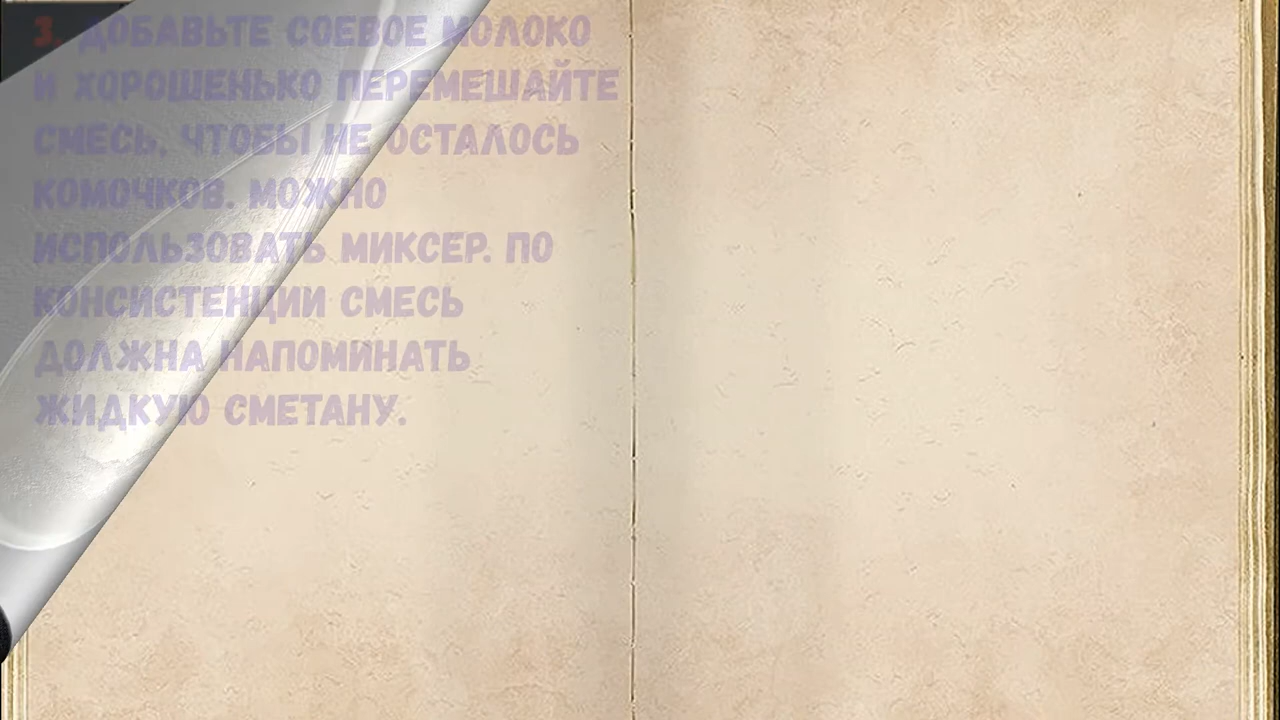 3. ДОБАВЬТЕ СОЕВОЕ МОЛОКО
И ХОРОШЕНЬКО ПЕРЕМЕШАЙТЕ
СМЕСЬ, ЧТОБЫ НЕ ОСТАЛОСЬ
КОМОЧКОВ. МОЖНО
ИСПОЛЬЗОВАТЬ МИКСЕР. ПО
КОНСИСТЕНЦИИ СМЕСЬ
ДОЛЖНА НАПОМИНАТЬ
ЖИДКУЮ СМЕТАНУ.